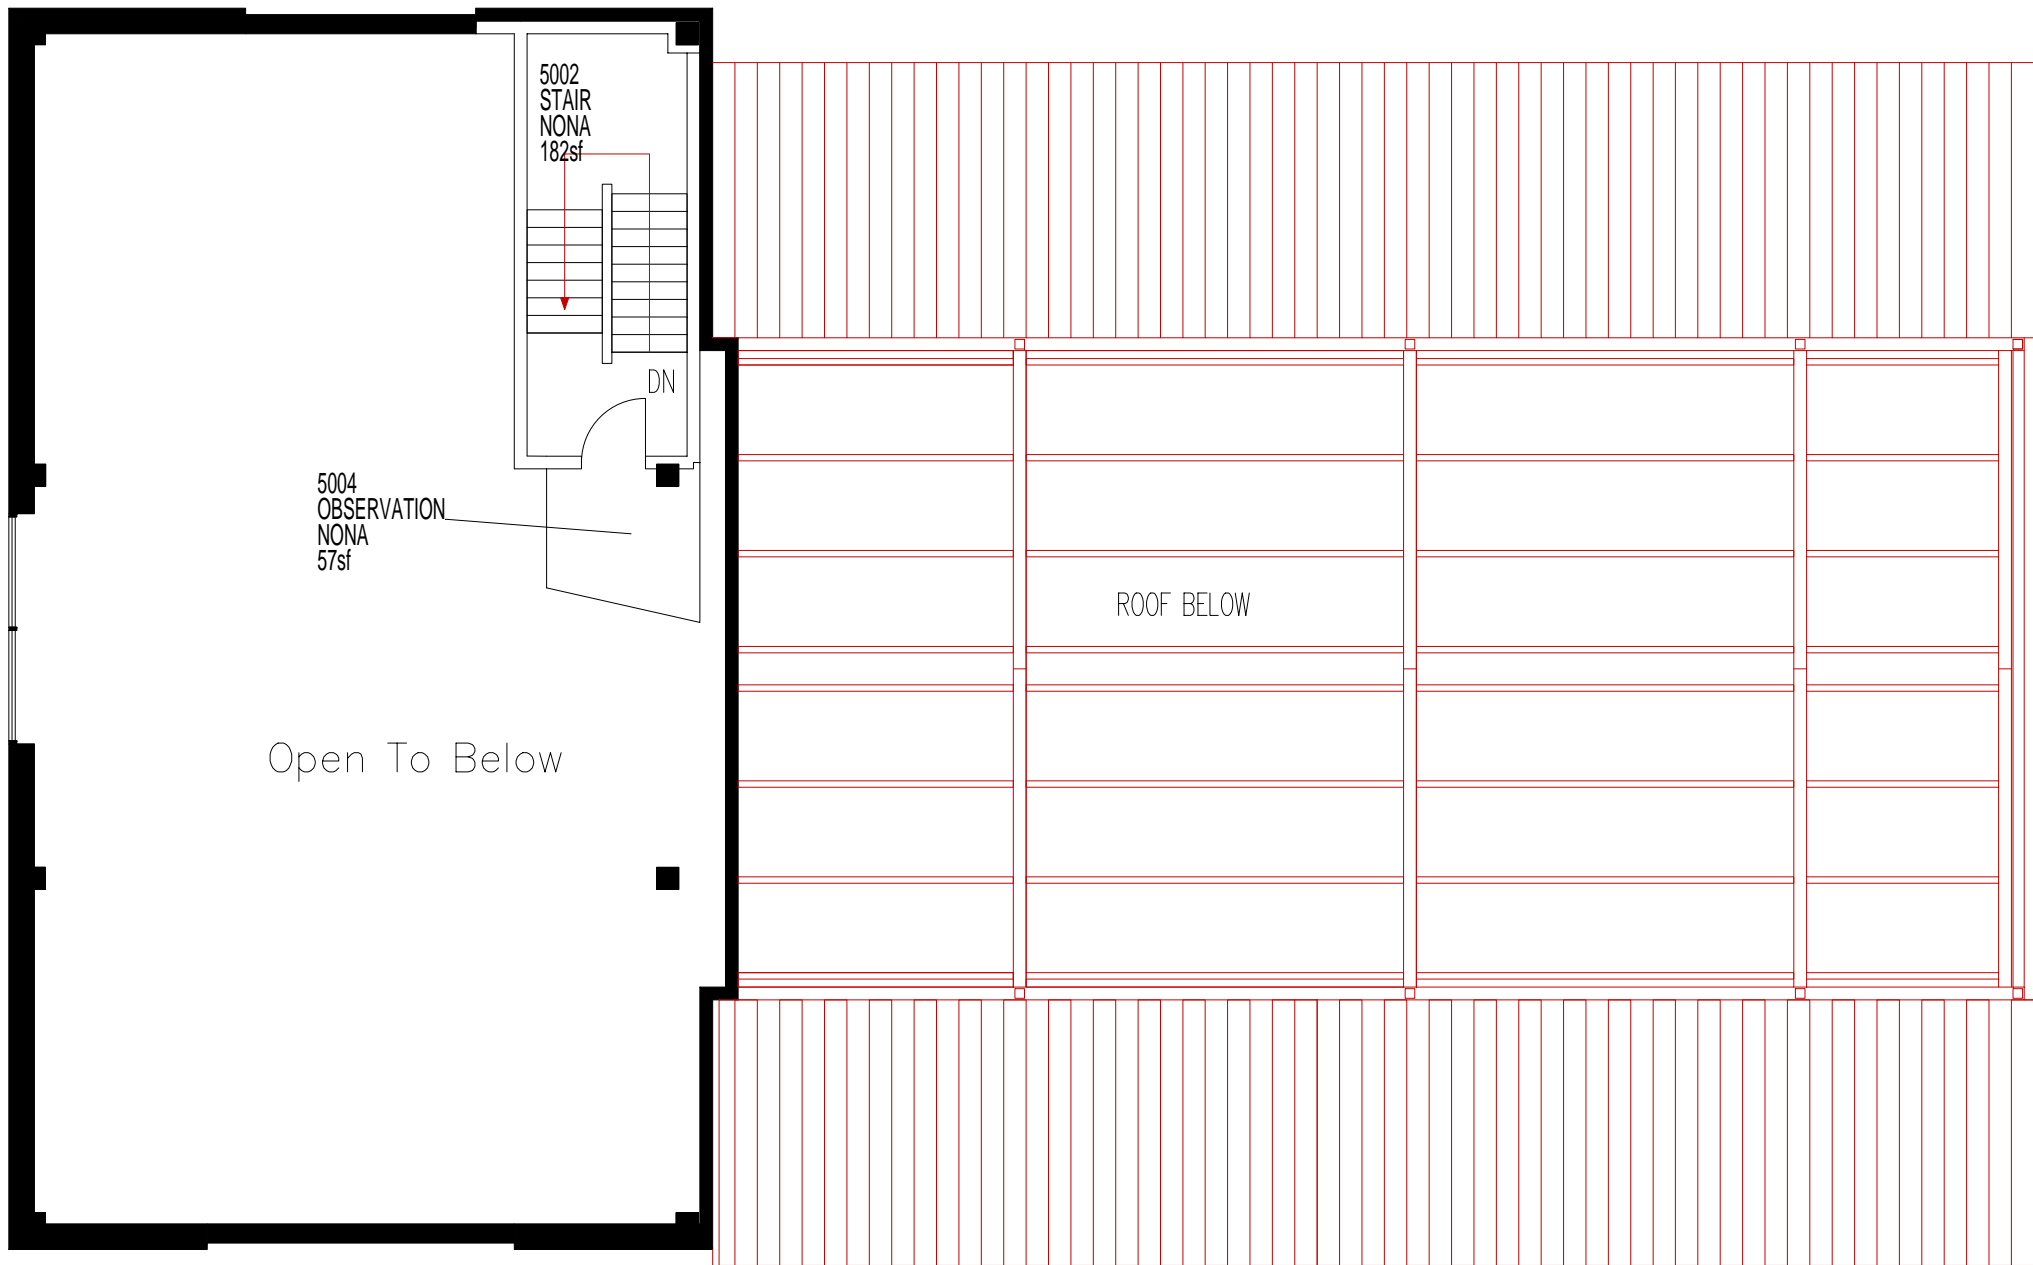 5002
STAIR
NONA
182sf
DN
5004
OBSERVATION
NONA
57sf
ROOF BELOW
Open To Below